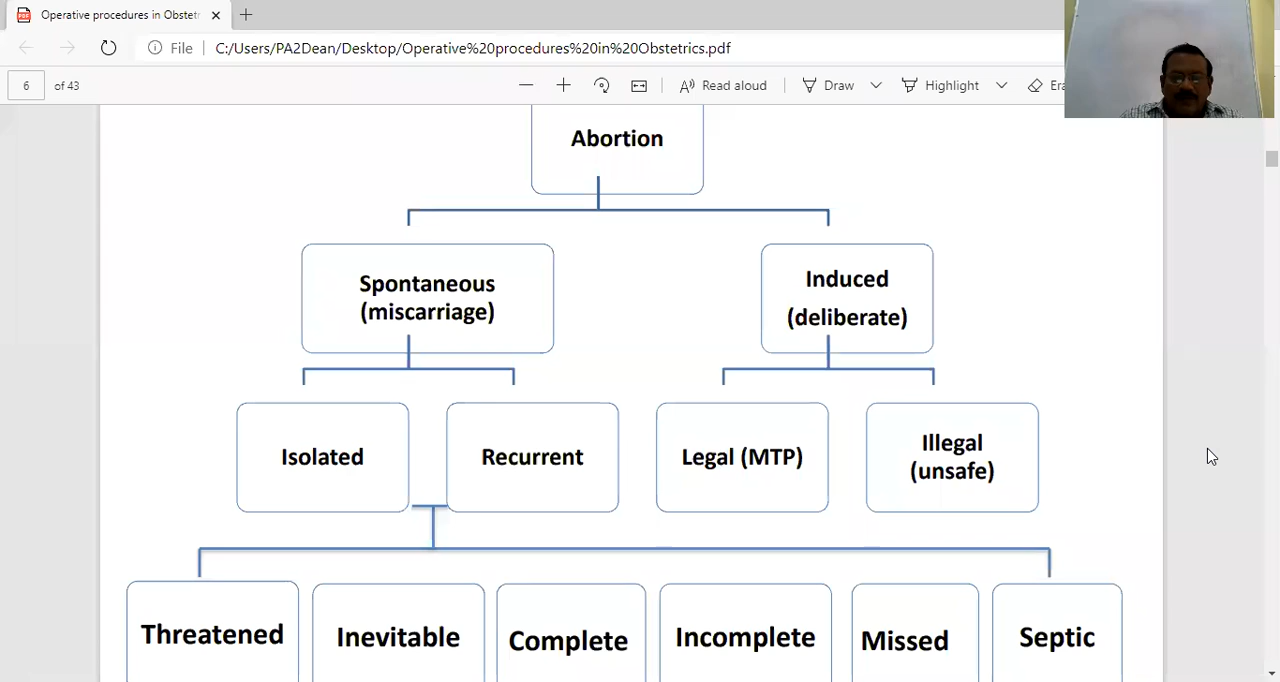 Operative procedures in Obstetr
File
C:/Users/PA2Dean/Desktop/Operative%20procedures%20in%20Obstetrics.pdf
6 of 43
Read aloud
Draw
Highlight
Era
Abortion
Spontaneous
(miscarriage)
Induced
(deliberate)
Isolated
Recurrent
Legal (MTP)
Illegal
(unsafe)
Threatened
Inevitable
Complete
Incomplete
Missed
Septic